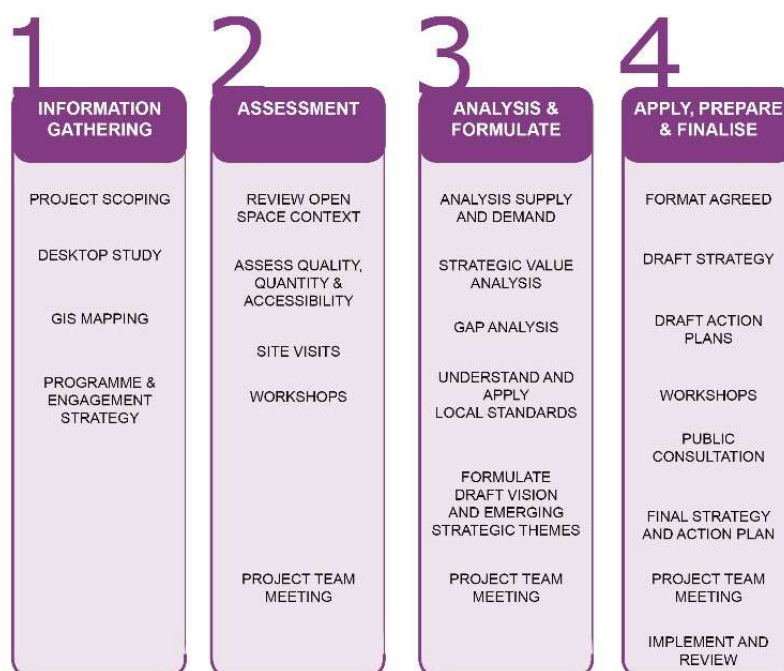 1
INFORMATION
GATHERING
PROJECT SCOPING
DESKTOP STUDY
GIS MAPPING
PROGRAMME &
ENGAGEMENT
STRATEGY
2
ASSESSMENT
REVIEW OPEN
SPACE CONTEXT
ASSESS QUALITY,
QUANTITY &
ACCESSIBILITY
SITE VISITS
WORKSHOPS
PROJECT TEAM
MEETING
3
ANALYSIS &
FORMULATE
ANALYSIS SUPPLY
AND DEMAND
STRATEGIC VALUE
ANALYSIS
GAP ANALYSIS
UNDERSTAND AND
APPLY
LOCAL STANDARDS
FORMULATE
DRAFT VISION
AND EMERGING
STRATEGIC THEMES
PROJECT TEAM
MEETING
4
APPLY, PREPARE
& FINALISE
FORMAT AGREED
DRAFT STRATEGY
DRAFT ACTION
PLANS
WORKSHOPS
PUBLIC
CONSULTATION
FINAL STRATEGY
AND ACTION PLAN
PROJECT TEAM
MEETING
IMPLEMENT AND
REVIEW